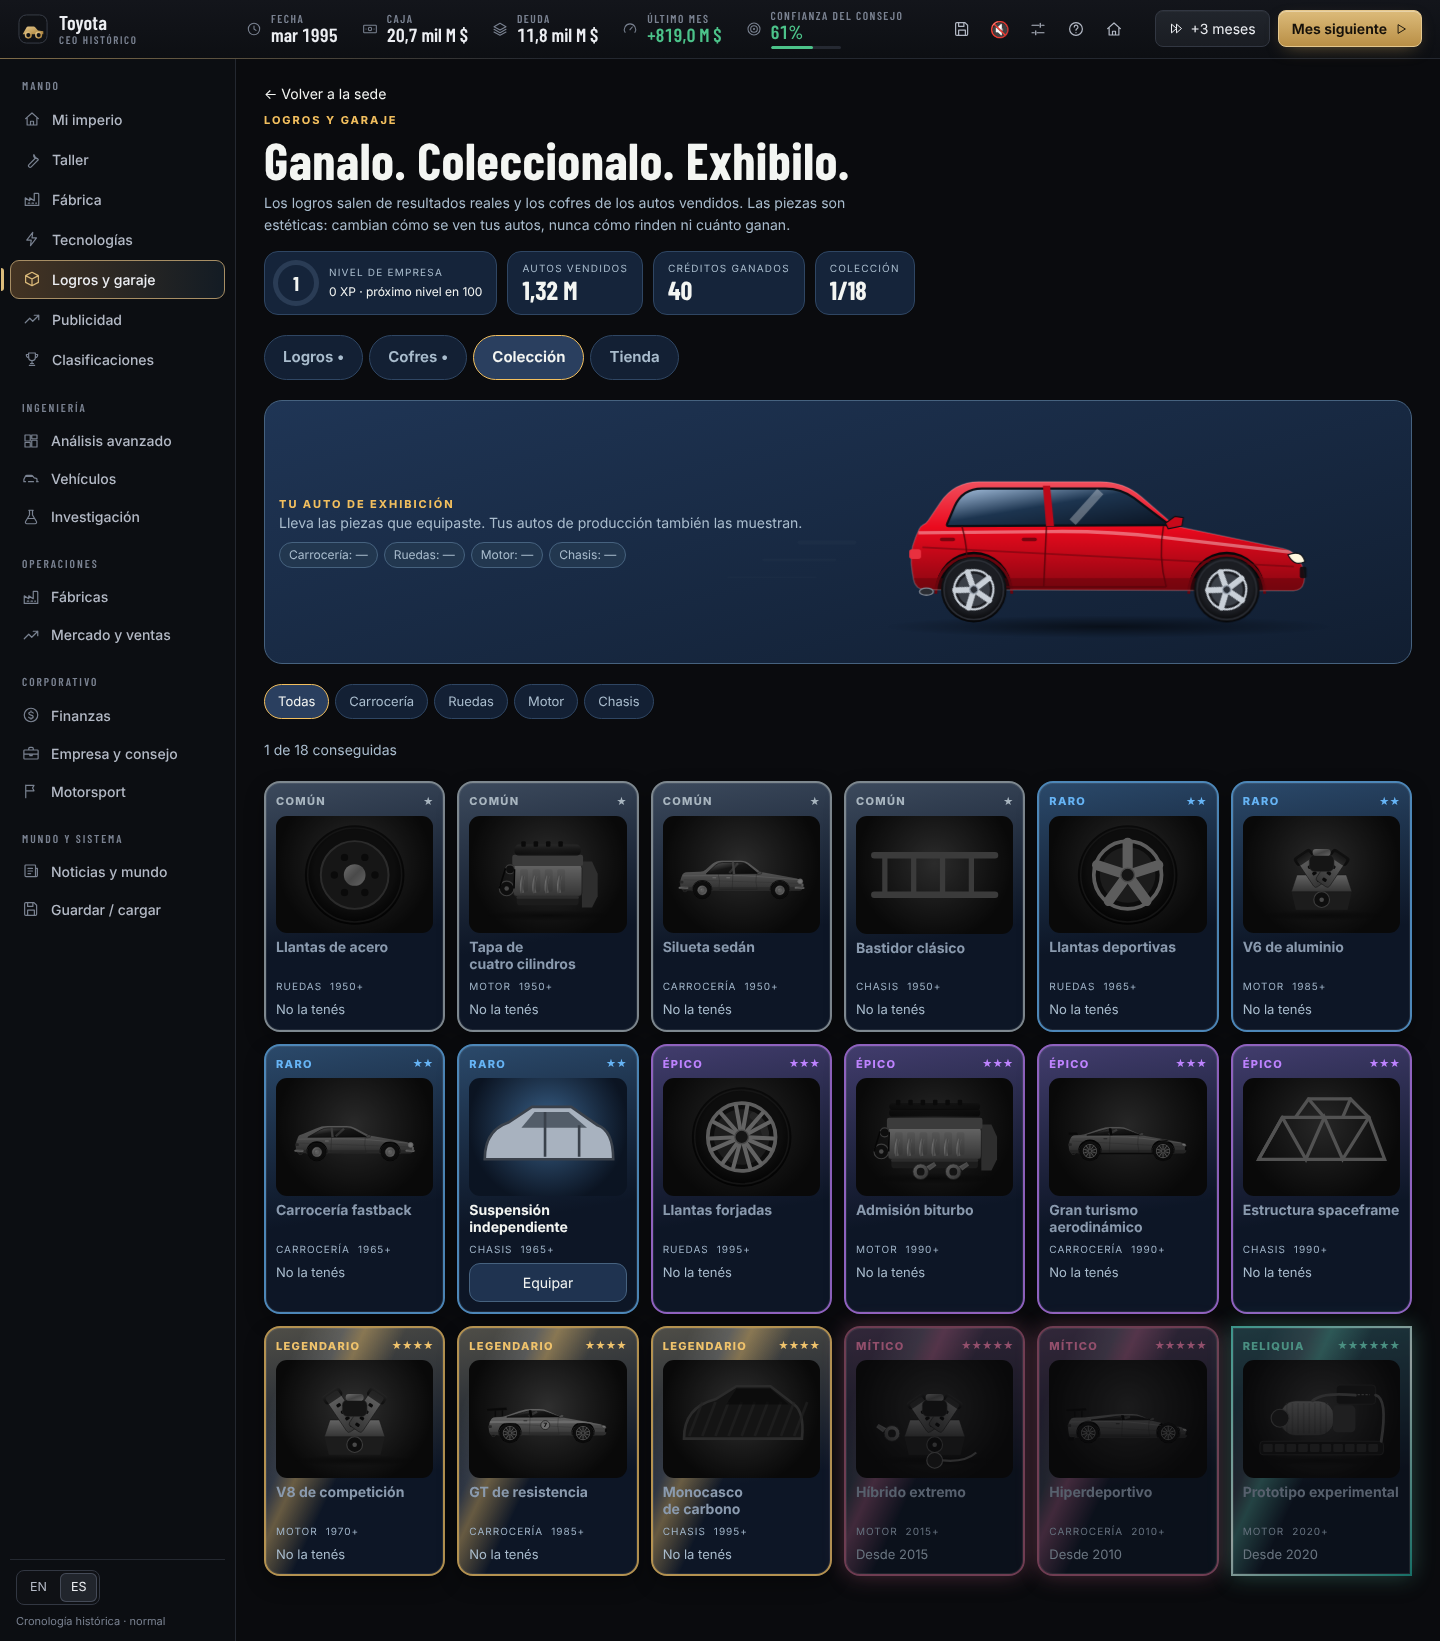 Toyota
CEO HISTÓRICO
FECHA
mar 1995
CAJA
20,7 mil M $
DEUDA
11,8 mil M $
ÚLTIMO MES
+819,0 M $
CONFIANZA DEL CONSEJO
61%
+3 meses
Mes siguiente
MANDO
Mi imperio
Taller
Fábrica
Tecnologías
Logros y garaje
Publicidad
Clasificaciones
INGENIERÍA
Análisis avanzado
Vehículos
Investigación
OPERACIONES
Fábricas
Mercado y ventas
CORPORATIVO
Finanzas
Empresa y consejo
Motorsport
MUNDO Y SISTEMA
Noticias y mundo
Guardar / cargar
EN
ES
Cronología histórica · normal
← Volver a la sede
LOGROS Y GARAJE
Ganalo. Coleccionalo. Exhibilo.
Los logros salen de resultados reales y los cofres de los autos vendidos. Las piezas son
estéticas: cambian cómo se ven tus autos, nunca cómo rinden ni cuánto ganan.
1
NIVEL DE EMPRESA
0 XP · próximo nivel en 100
AUTOS VENDIDOS
1,32 M
CRÉDITOS GANADOS
40
COLECCIÓN
1/18
Logros •
Cofres •
Colección
Tienda
TU AUTO DE EXHIBICIÓN
Lleva las piezas que equipaste. Tus autos de producción también las muestran.
Carrocería: —
Ruedas: —
Motor: —
Chasis: —
Todas
Carrocería
Ruedas
Motor
Chasis
1 de 18 conseguidas
COMÚN ★
Llantas de acero
RUEDAS 1950+
No la tenés
COMÚN ★
Tapa de
cuatro cilindros
MOTOR 1950+
No la tenés
COMÚN ★
Silueta sedán
CARROCERÍA 1950+
No la tenés
COMÚN ★
Bastidor clásico
CHASIS 1950+
No la tenés
RARO ★★
Llantas deportivas
RUEDAS 1965+
No la tenés
RARO ★★
V6 de aluminio
MOTOR 1985+
No la tenés
RARO ★★
Carrocería fastback
CARROCERÍA 1965+
No la tenés
RARO ★★
Suspensión
independiente
CHASIS 1965+
Equipar
ÉPICO ★★★
Llantas forjadas
RUEDAS 1995+
No la tenés
ÉPICO ★★★
Admisión biturbo
MOTOR 1990+
No la tenés
ÉPICO ★★★
Gran turismo
aerodinámico
CARROCERÍA 1990+
No la tenés
ÉPICO ★★★
Estructura spaceframe
CHASIS 1990+
No la tenés
LEGENDARIO ★★★★
V8 de competición
MOTOR 1970+
No la tenés
LEGENDARIO ★★★★
GT de resistencia
CARROCERÍA 1985+
No la tenés
LEGENDARIO ★★★★
Monocasco
de carbono
CHASIS 1995+
No la tenés
MÍTICO ★★★★★
Híbrido extremo
MOTOR 2015+
Desde 2015
MÍTICO ★★★★★
Hiperdeportivo
CARROCERÍA 2010+
Desde 2010
RELIQUIA ★★★★★★
Prototipo experimental
MOTOR 2020+
Desde 2020